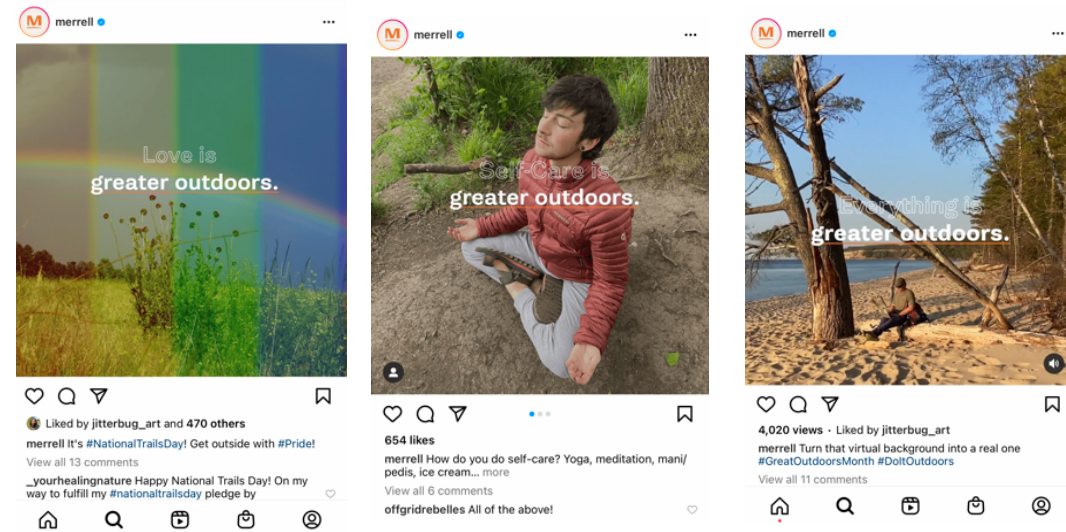 merrell
Love is
greater outdoors.
Liked by jitterbug_art and 470 others
merrell It's #NationalTrailsDay! Get outside with #Pride!
View all 13 comments
_yourhealingnature Happy National Trails Day! On my
way to fulfill my #nationaltrailsday pledge by
merrell
Self-Care is
greater outdoors.
654 likes
merrell How do you do self-care? Yoga, meditation, mani/
pedis, ice cream... more
View all 6 comments
offgridrebelles All of the above!
merrell
Everything is
greater outdoors.
4,020 views · Liked by jitterbug_art
merrell Turn that virtual background into a real one
#GreatOutdoorsMonth #DoItOutdoors
View all 11 comments